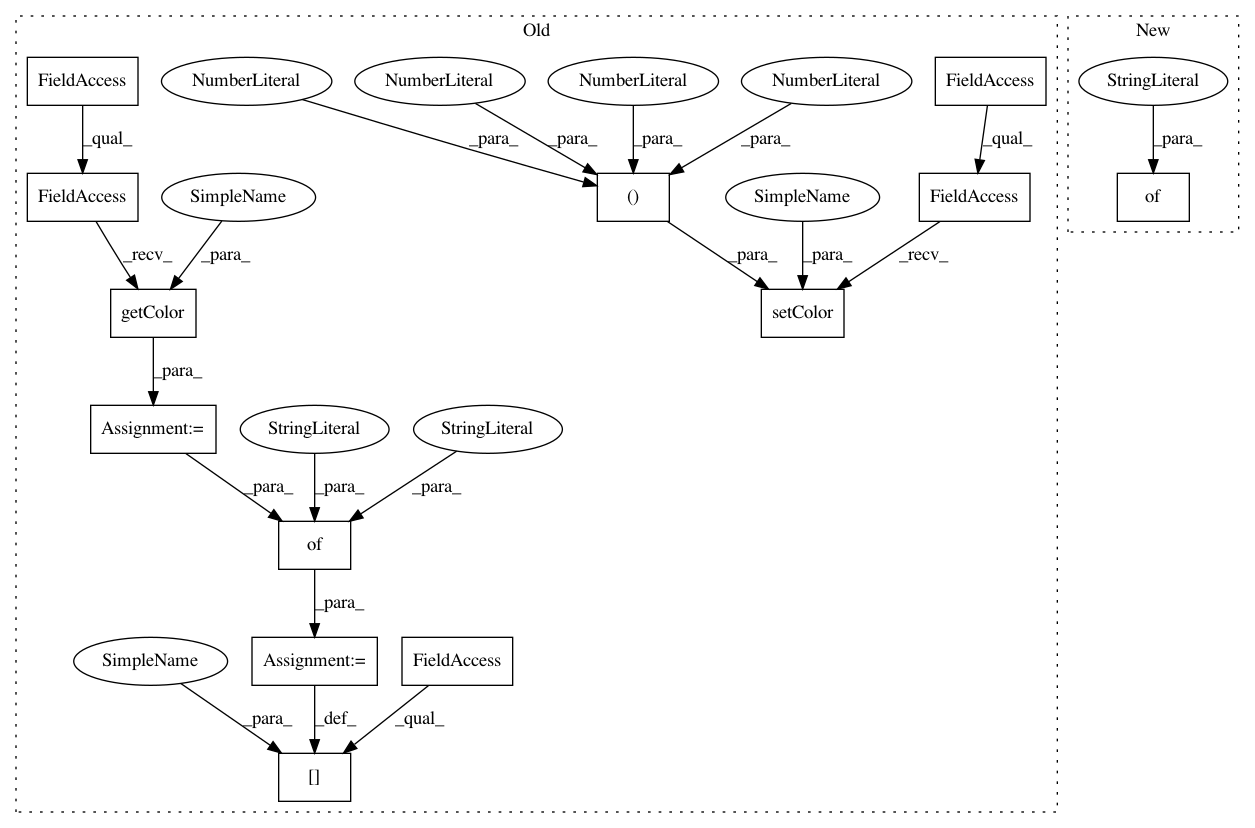 Old
New
FieldAccess
NumberLiteral
NumberLiteral
NumberLiteral
NumberLiteral
FieldAccess
StringLiteral
_qual_
_para_
_para_
_para_
_para_
_qual_
_para_
FieldAccess
SimpleName
()
SimpleName
FieldAccess
of
_recv_
_para_
_para_
_para_
_recv_
getColor
setColor
_para_
Assignment:=
StringLiteral
StringLiteral
_para_
_para_
_para_
of
_para_
SimpleName
Assignment:=
FieldAccess
_para_
_def_
_qual_
[]